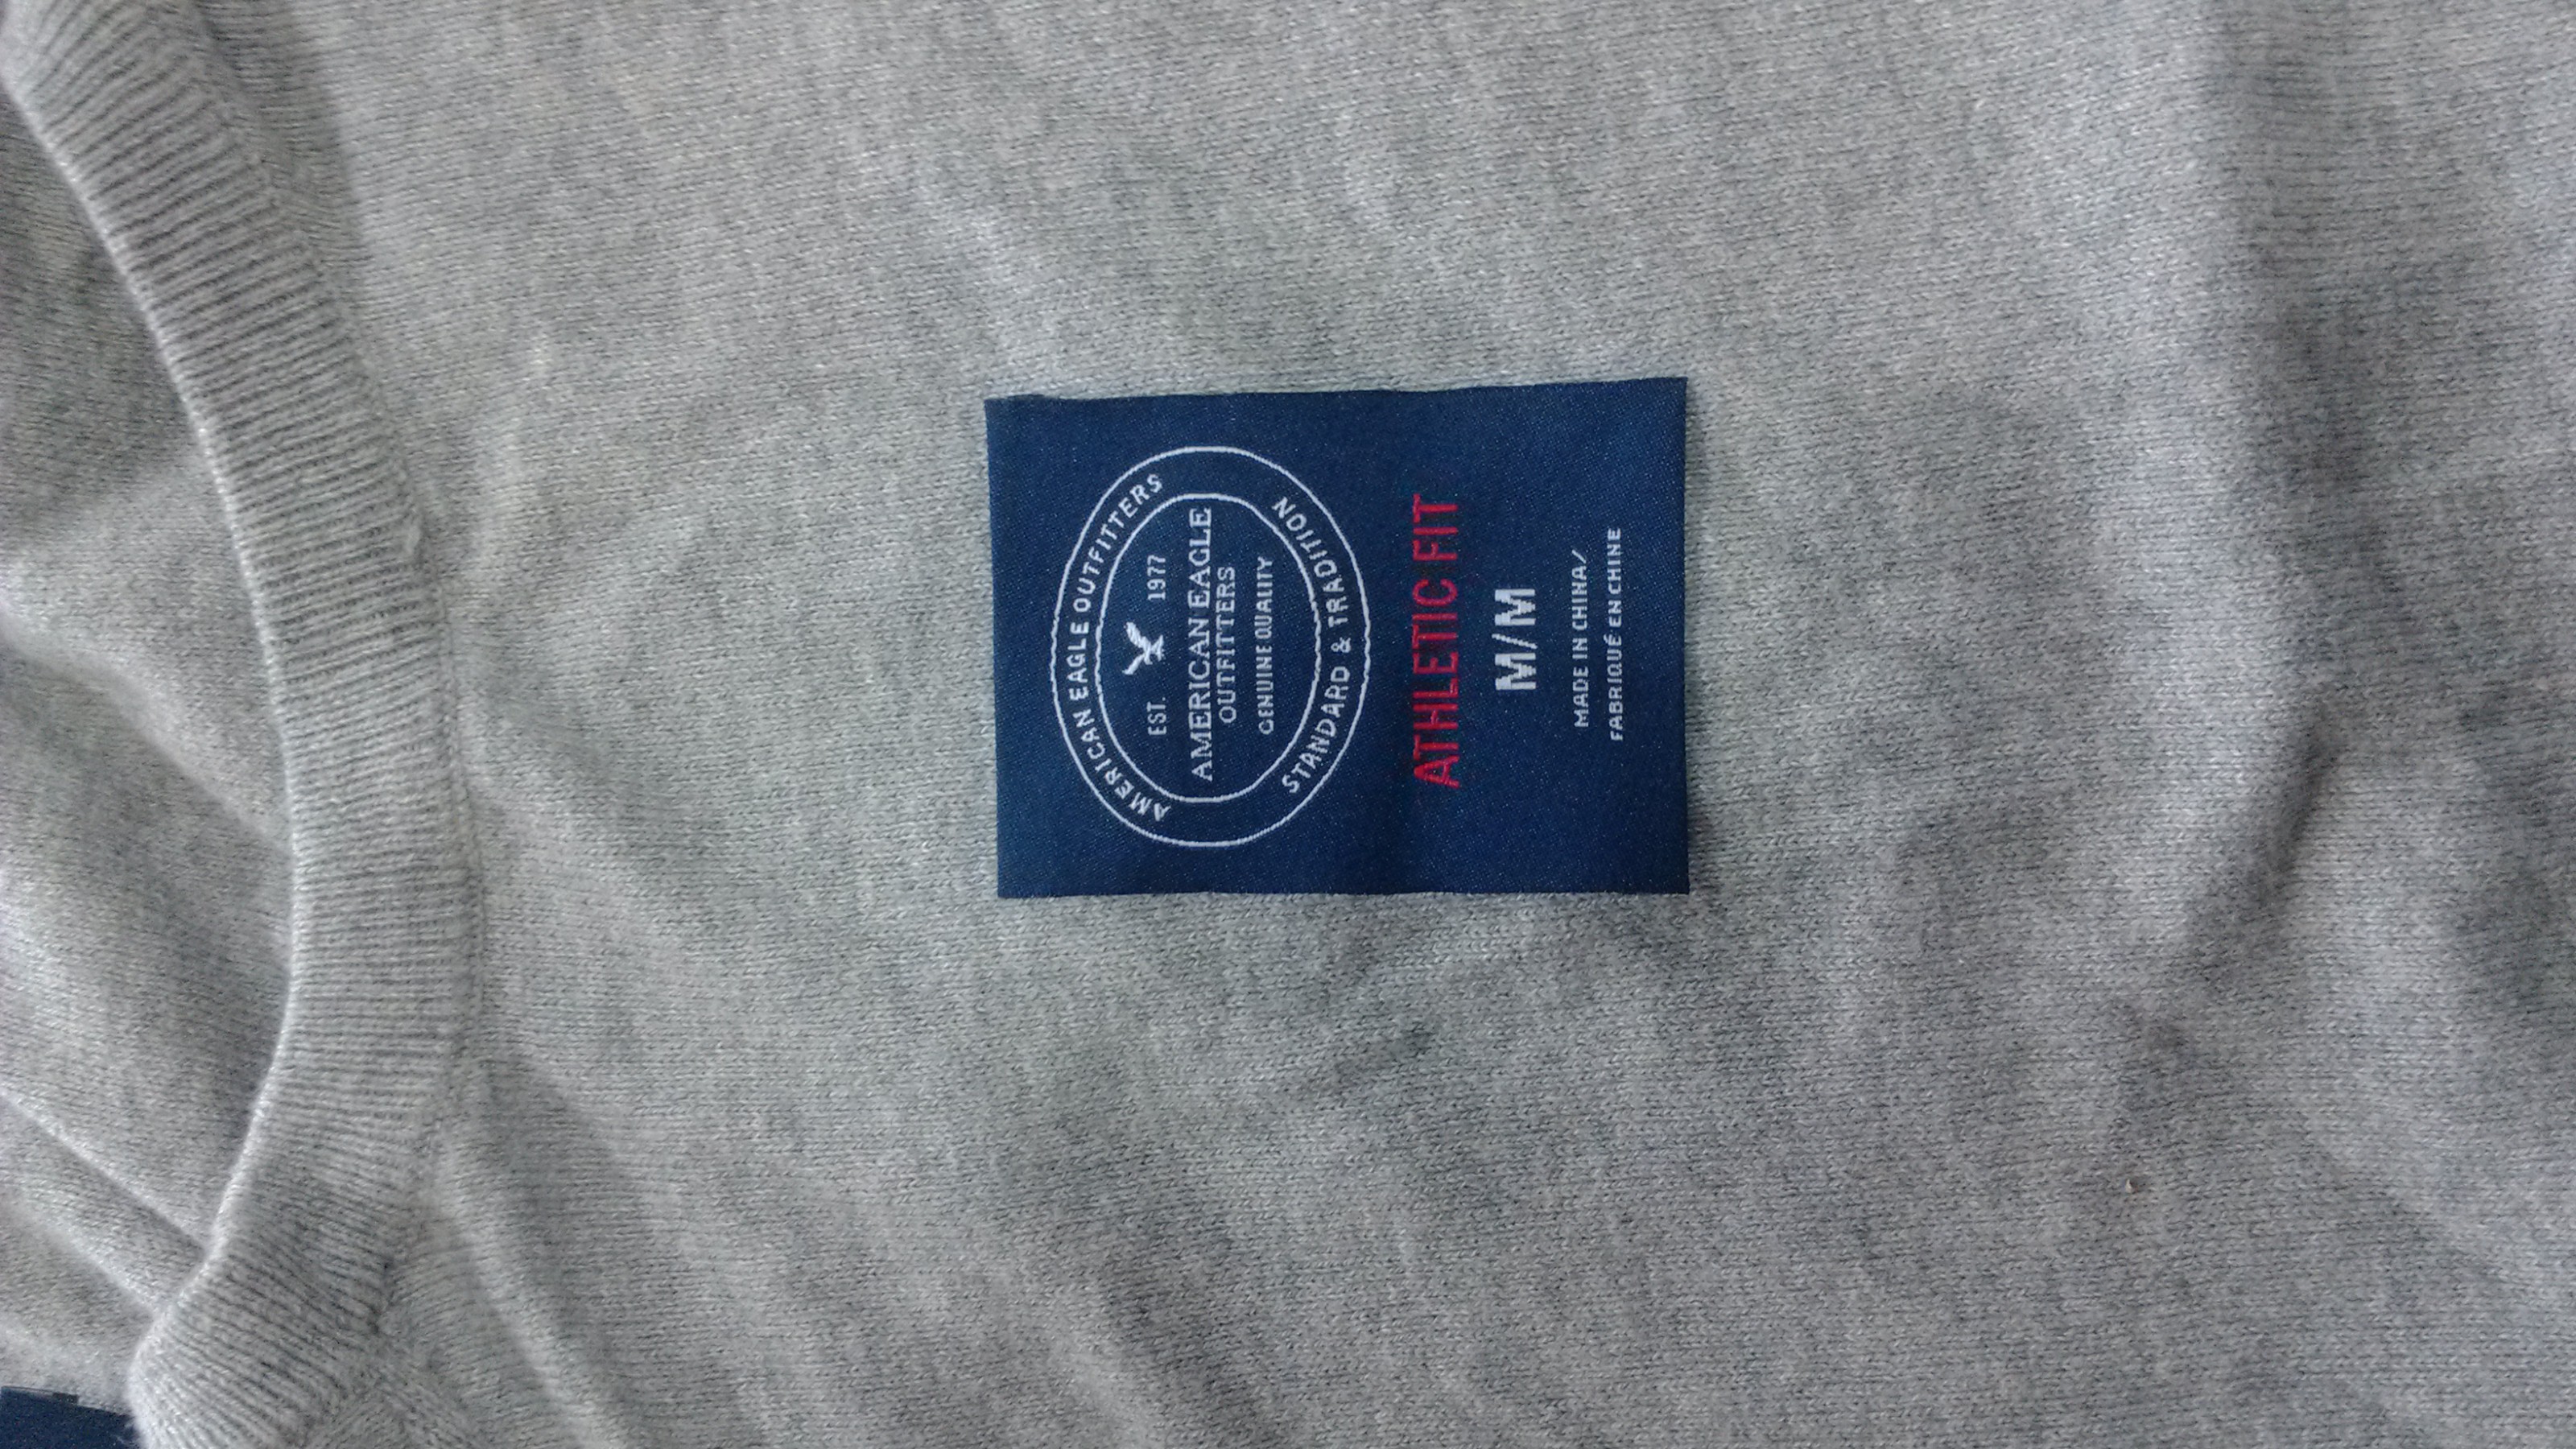 AMERICAN EAGLE OUTFITTERS
EST. 1977
AMERICAN EAGLE
OUTFITTERS
GENUINE QUALITY
STANDARD & TRADITION
ATHLETIC FIT
M/M
MADE IN CHINA/
FABRIQUÉ EN CHINE